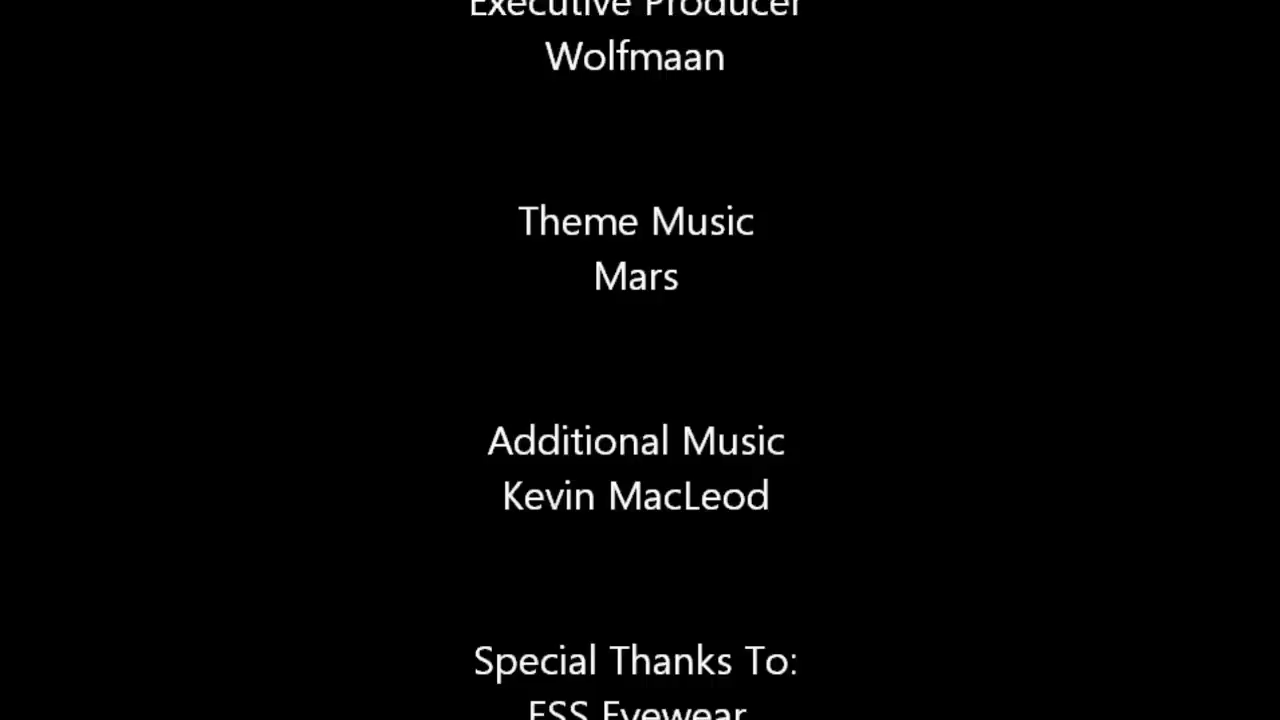 Executive Producer
Wolfmaan
Theme Music
Mars
Additional Music
Kevin MacLeod
Special Thanks To:
ESS Eyewear